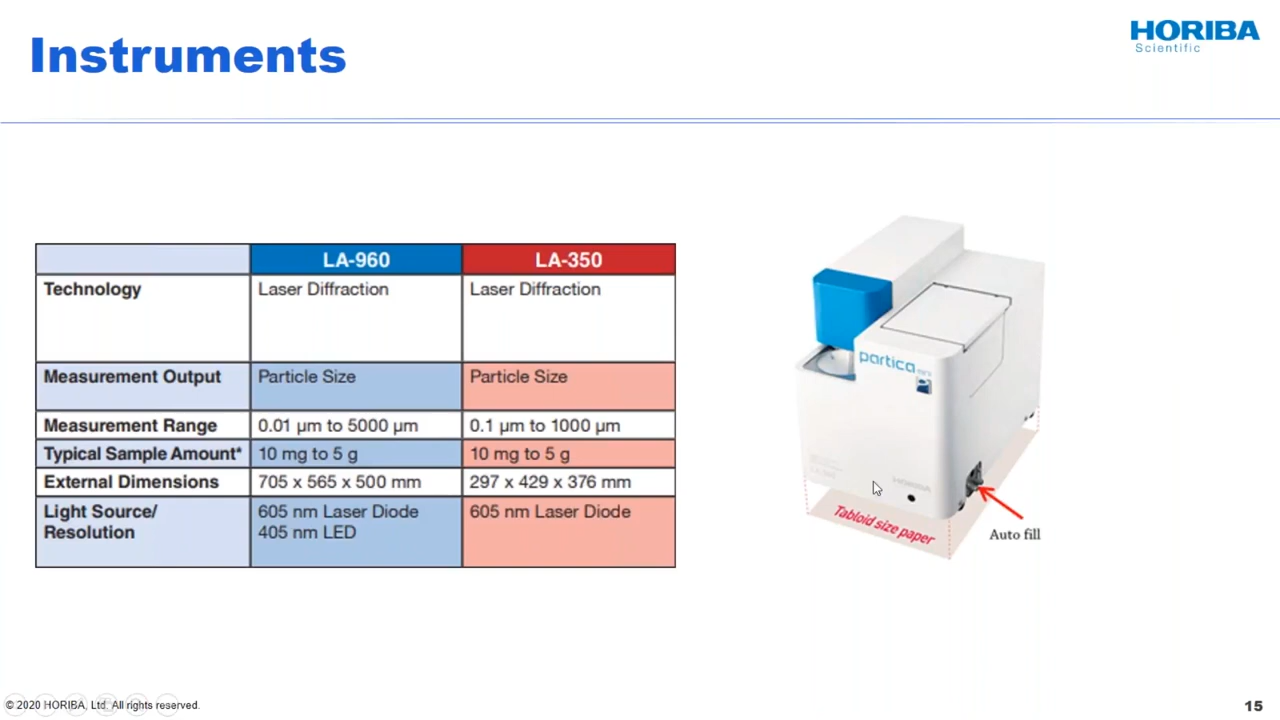 Instruments
HORIBA
Scientific
LA-960 LA-350
Technology Laser Diffraction Laser Diffraction
Measurement Output Particle Size Particle Size
Measurement Range 0.01 µm to 5000 µm 0.1 µm to 1000 µm
Typical Sample Amount* 10 mg to 5 g 10 mg to 5 g
External Dimensions 705 x 565 x 500 mm 297 x 429 x 376 mm
Light Source/ 605 nm Laser Diode 605 nm Laser Diode
Resolution 405 nm LED
partica mini
HORIBA
Tabloid size paper
Auto fill
© 2020 HORIBA, Ltd. All rights reserved.
15